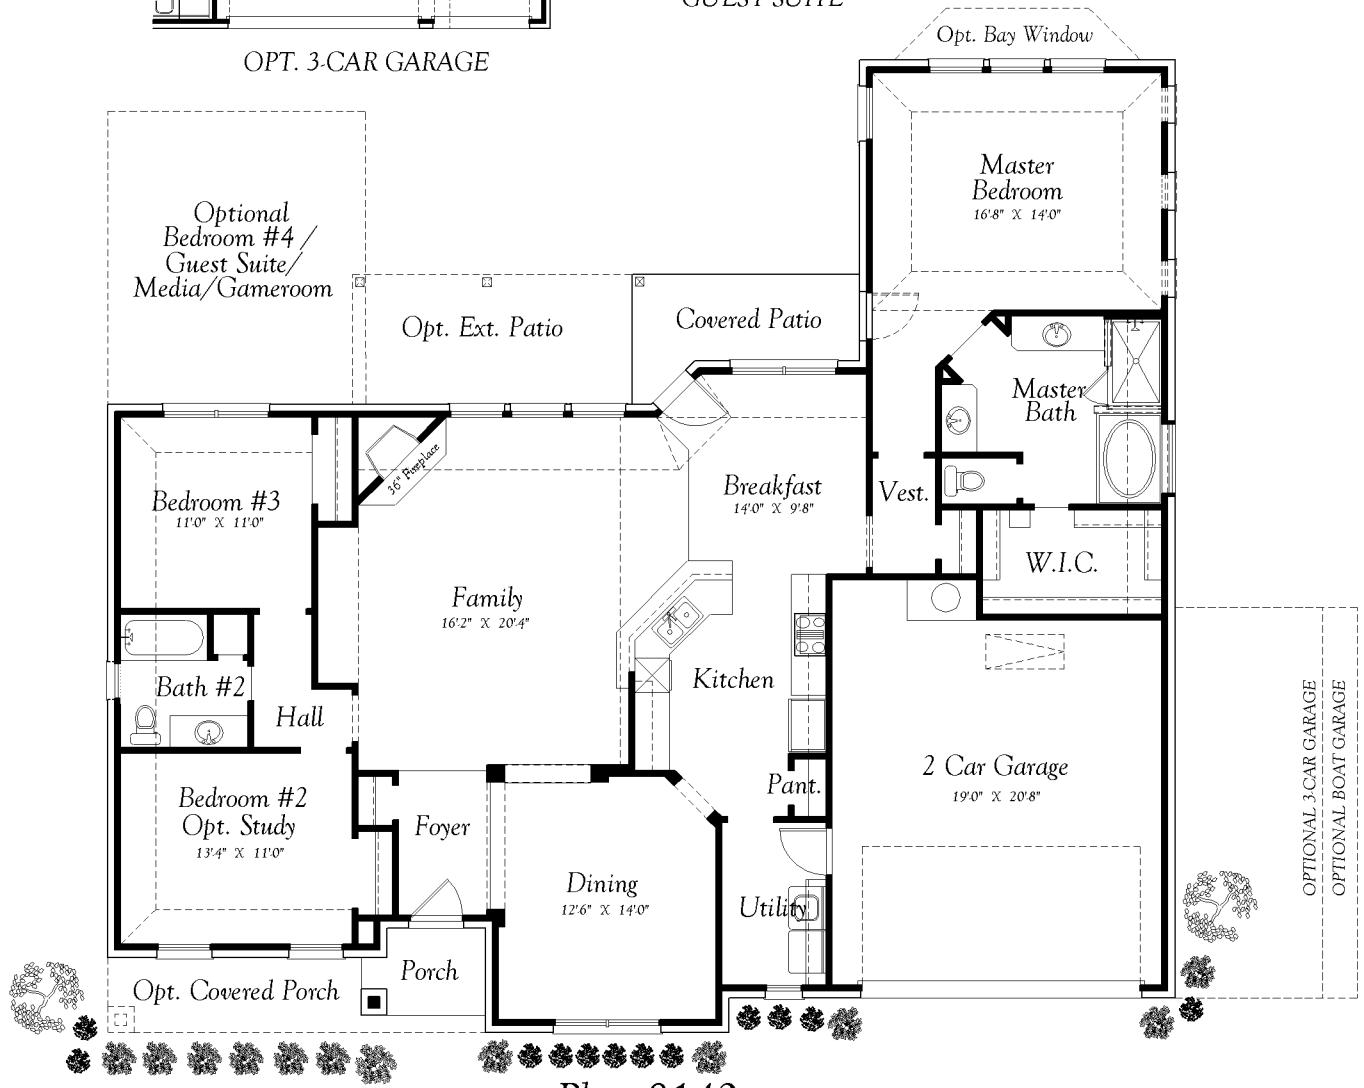 GUEST SUITE
OPT. 3-CAR GARAGE
Opt. Bay Window
Master
Bedroom
16'8" X 14'0"
Optional
Bedroom #4 /
Guest Suite/
Media/Gameroom
Opt. Ext. Patio
Covered Patio
Master
Bath
36" Fireplace
Bedroom #3
11'0" X 11'0"
Breakfast
14'0" X 9'8"
Vest.
W.I.C.
Family
16'2" X 20'4"
Kitchen
Bath #2
Hall
2 Car Garage
19'0" X 20'8"
OPTIONAL 3-CAR GARAGE
OPTIONAL BOAT GARAGE
Pant.
Bedroom #2
Opt. Study
13'4" X 11'0"
Foyer
Dining
12'6" X 14'0"
Utility
Porch
Opt. Covered Porch